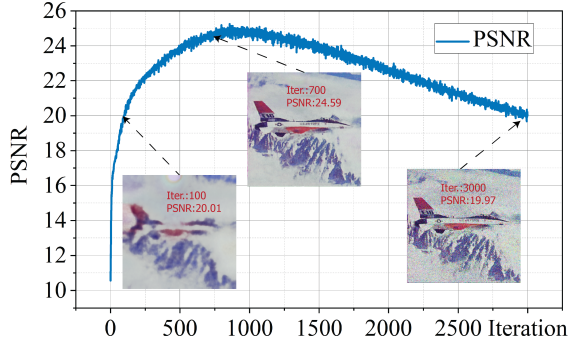 26
24
22
20
18
16
14
12
10
PSNR
PSNR
Iter.:700
PSNR:24.59
Iter.:100
PSNR:20.01
Iter.:3000
PSNR:19.97
0 500 1000 1500 2000 2500 Iteration